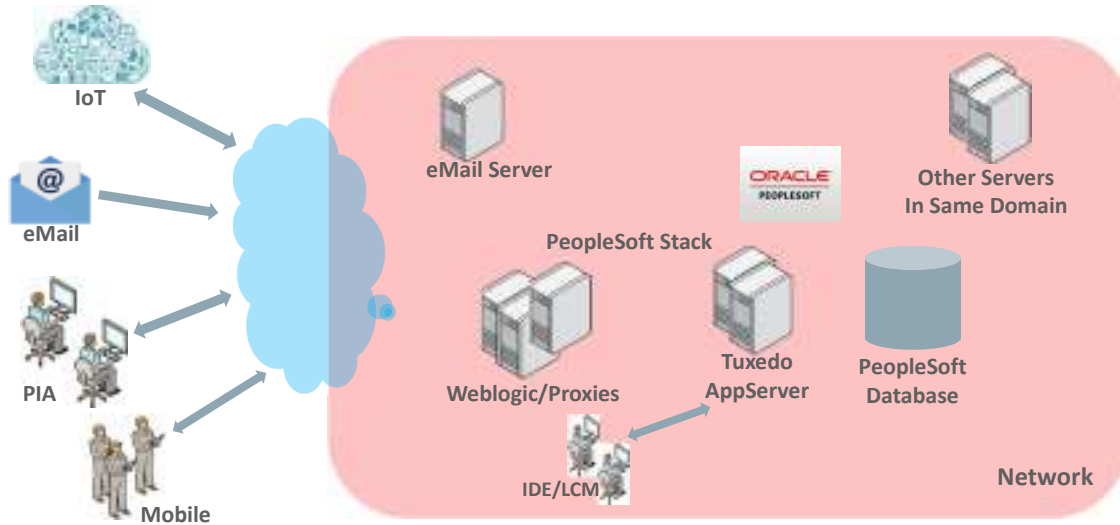 IoT
@
eMail
PIA
Mobile
eMail Server
ORACLE
PEOPLESOFT
Other Servers
In Same Domain
PeopleSoft Stack
Weblogic/Proxies
Tuxedo
AppServer
PeopleSoft
Database
IDE/LCM
Network